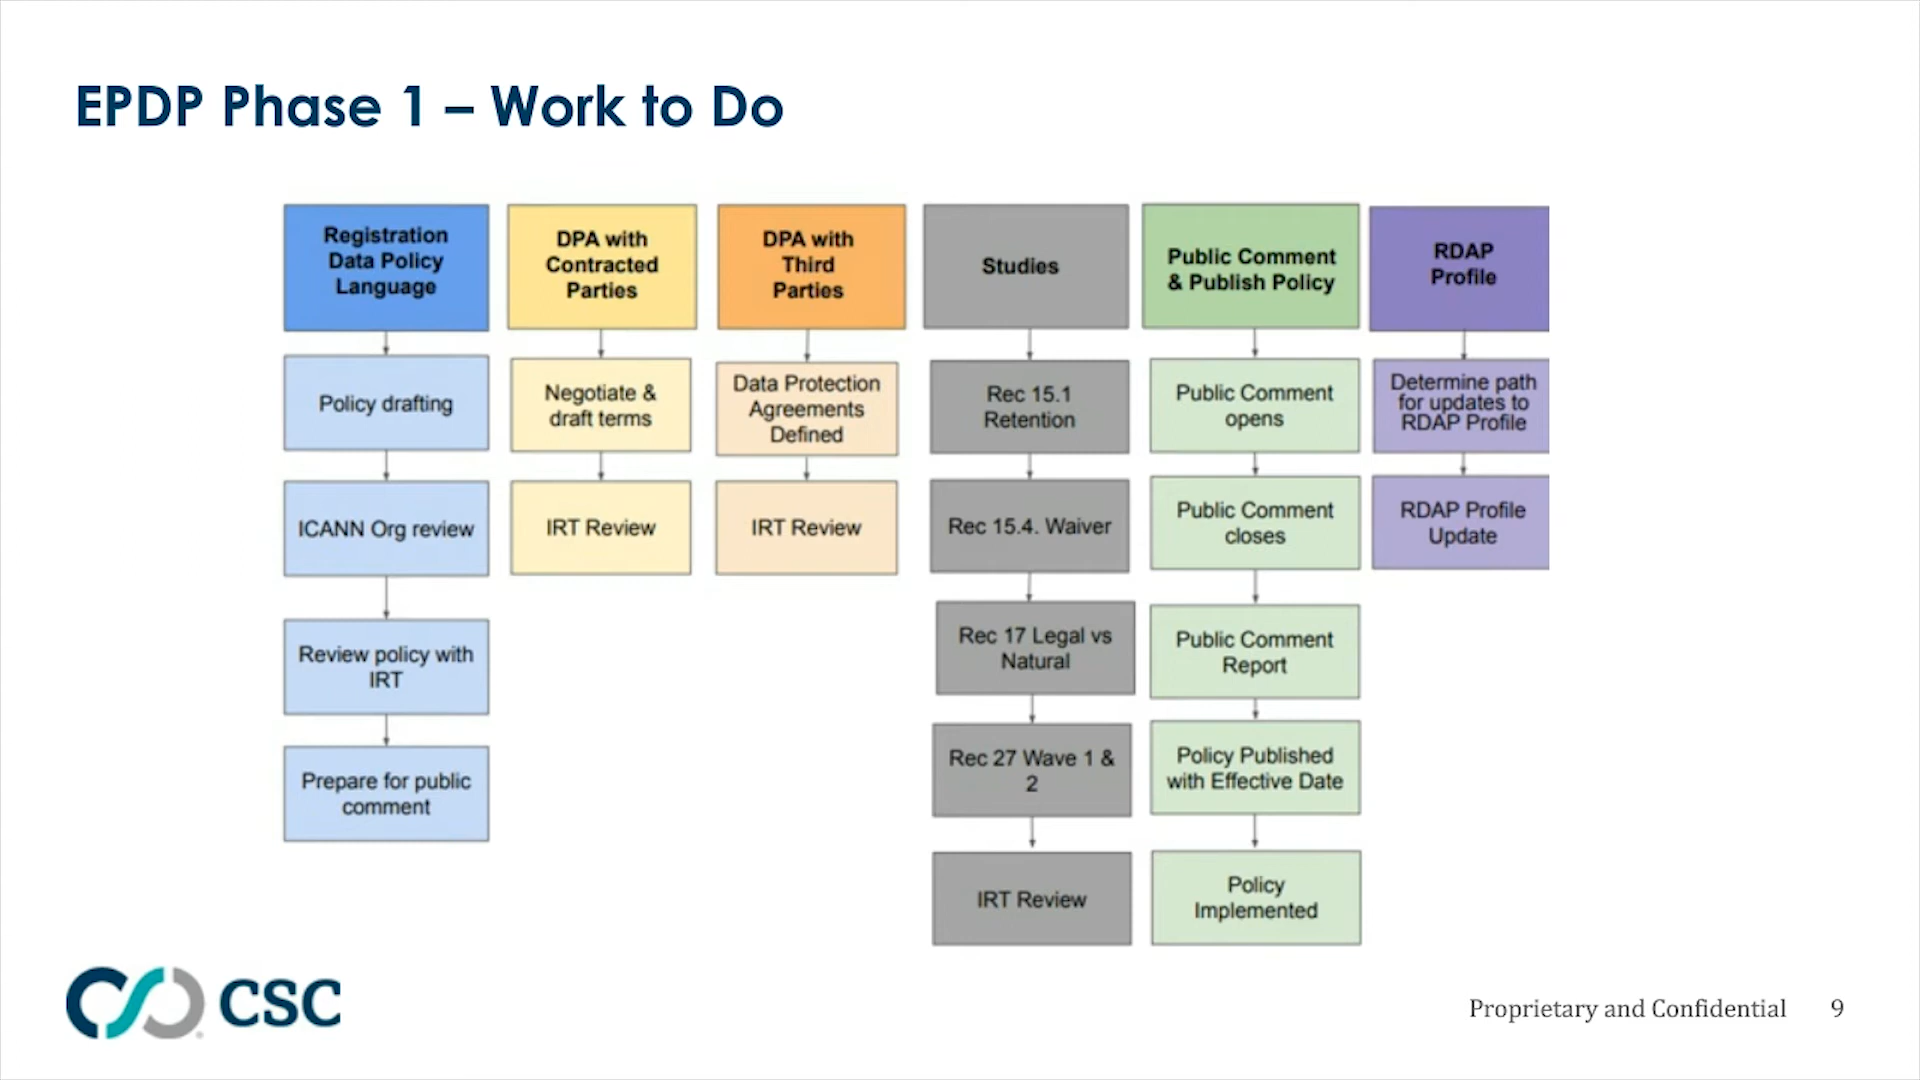 EPDP Phase 1 – Work to Do
Registration
Data Policy
Language
Policy drafting
ICANN Org review
Review policy with
IRT
Prepare for public
comment
DPA with
Contracted
Parties
Negotiate &
draft terms
IRT Review
DPA with
Third
Parties
Data Protection
Agreements
Defined
IRT Review
Studies
Rec 15.1
Retention
Rec 15.4. Waiver
Rec 17 Legal vs
Natural
Rec 27 Wave 1 &
2
IRT Review
Public Comment
& Publish Policy
Public Comment
opens
Public Comment
closes
Public Comment
Report
Policy Published
with Effective Date
Policy
Implemented
RDAP
Profile
Determine path
for updates to
RDAP Profile
RDAP Profile
Update
CSC
Proprietary and Confidential 9